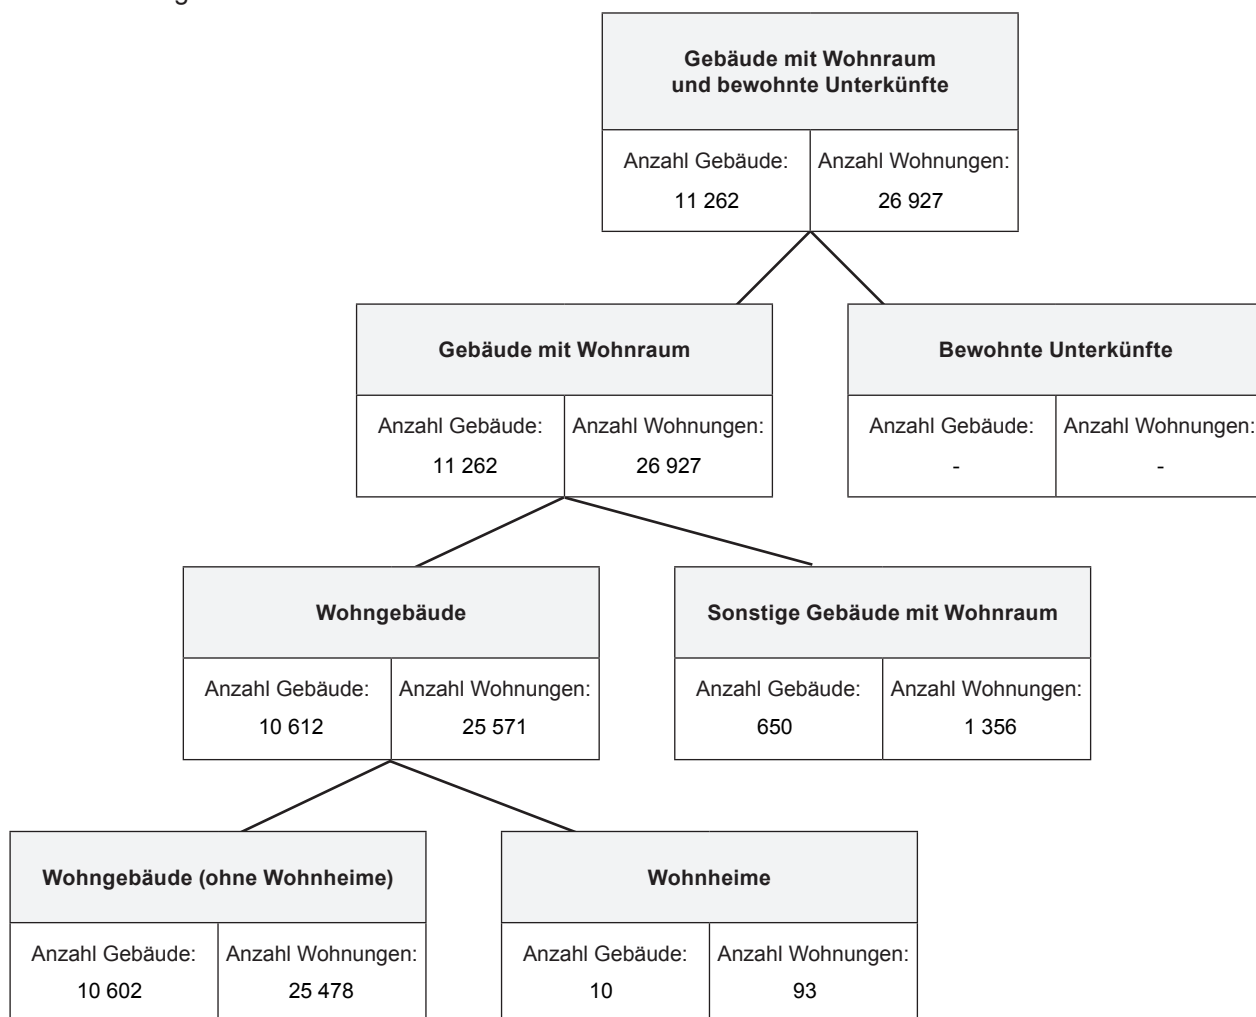 Gebäude mit Wohnraum
und bewohnte Unterkünfte
Anzahl Gebäude: Anzahl Wohnungen:
11 262 26 927
Gebäude mit Wohnraum Bewohnte Unterkünfte
Anzahl Gebäude: Anzahl Wohnungen: Anzahl Gebäude: Anzahl Wohnungen:
11 262 26 927 - -
Wohngebäude Sonstige Gebäude mit Wohnraum
Anzahl Gebäude: Anzahl Wohnungen: Anzahl Gebäude: Anzahl Wohnungen:
10 612 25 571 650 1 356
Wohngebäude (ohne Wohnheime) Wohnheime
Anzahl Gebäude: Anzahl Wohnungen: Anzahl Gebäude: Anzahl Wohnungen:
10 602 25 478 10 93